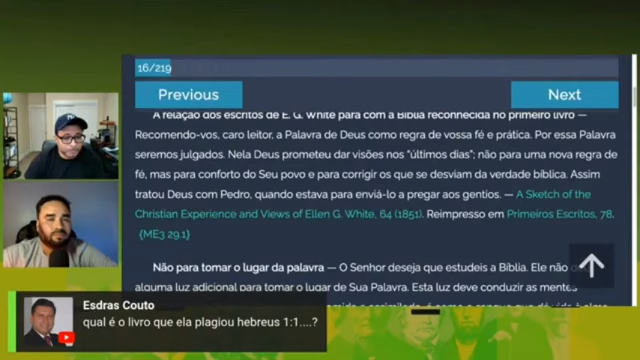 16/219
Previous
Next
A relação dos escritos de E. G. White para com a Bíblia reconhecida no primeiro livro —
Recomendo-vos, caro leitor, a Palavra de Deus como regra de vossa fé e prática. Por essa Palavra
seremos julgados. Nela Deus prometeu dar visões nos "últimos dias"; não para uma nova regra de
fé, mas para conforto do Seu povo e para corrigir os que se desviam da verdade bíblica. Assim
tratou Deus com Pedro, quando estava para enviá-lo a pregar aos gentios. — A Sketch of the
Christian Experience and Views of Ellen G. White, 64 (1851). Reimpresso em Primeiros Escritos, 78.
{ME3 29.1}
Não para tomar o lugar da palavra — O Senhor deseja que estudeis a Bíblia. Ele não
alguma luz adicional para tomar o lugar de Sua Palavra. Esta luz deve conduzir as mentes
Esdras Couto
qual é o livro que ela plagiou hebreus 1:1....?